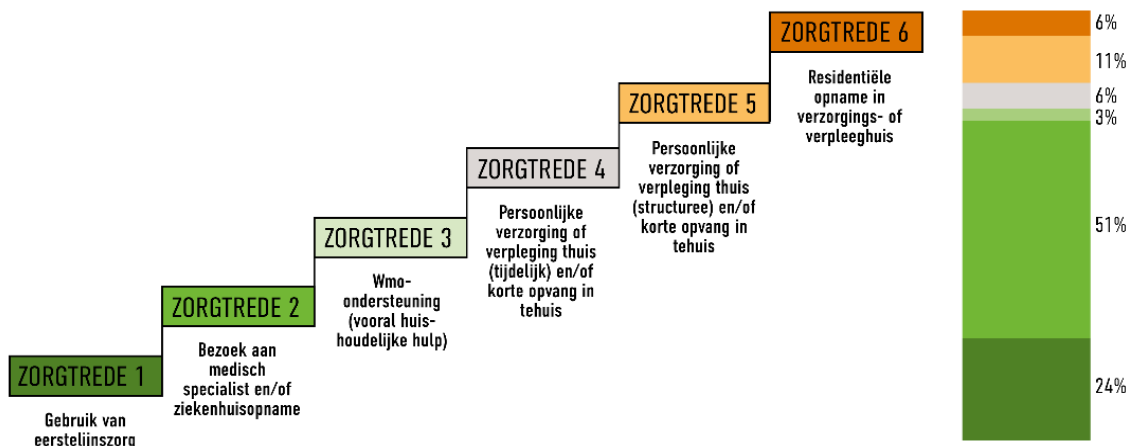 ZORGTREDE 6
Residentiële
opname in
verzorgings- of
verpleeghuis
ZORGTREDE 5
Persoonlijke
verzorging of
verpleging thuis
(structuree) en/of
korte opvang in
tehuis
ZORGTREDE 4
Persoonlijke
verzorging of
verpleging thuis
(tijdelijk) en/of
korte opvang in
tehuis
ZORGTREDE 3
Wmo-
ondersteuning
(vooral huis-
houdelijke hulp)
ZORGTREDE 2
Bezoek aan
medisch
specialist en/of
ziekenhuisopname
ZORGTREDE 1
Gebruik van
eerstelijnszorg
6%
11%
6%
3%
51%
24%